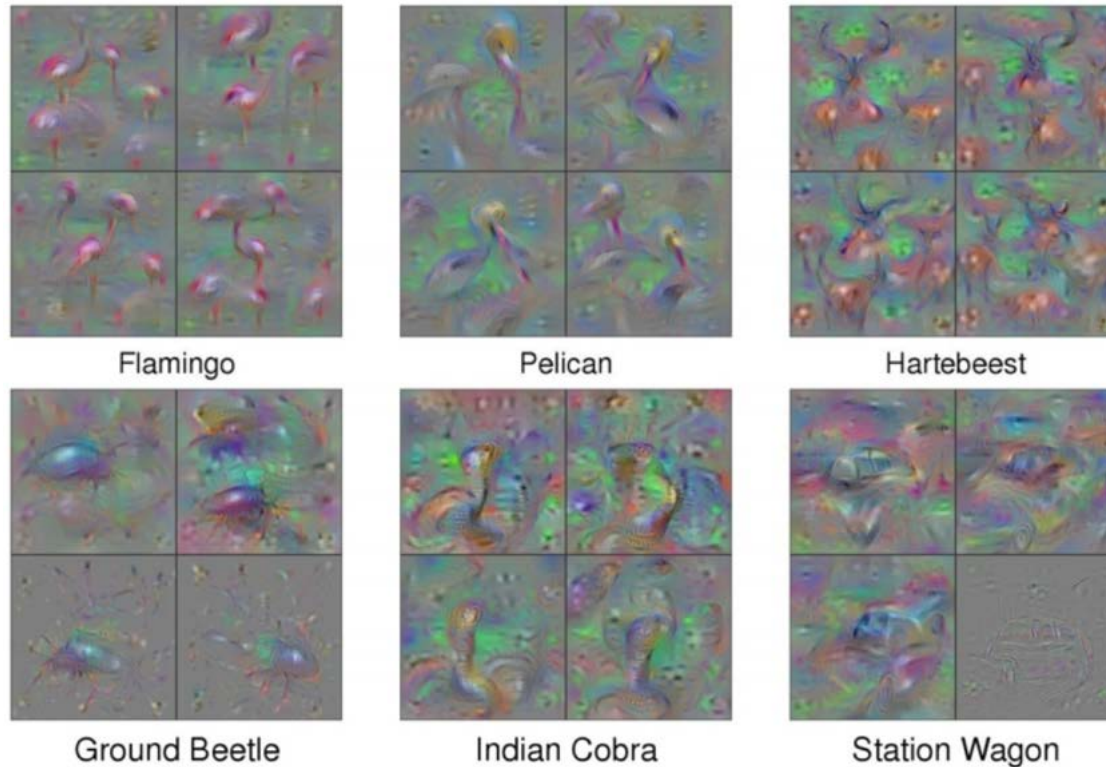 Flamingo
Pelican
Hartebeest
Ground Beetle
Indian Cobra
Station Wagon